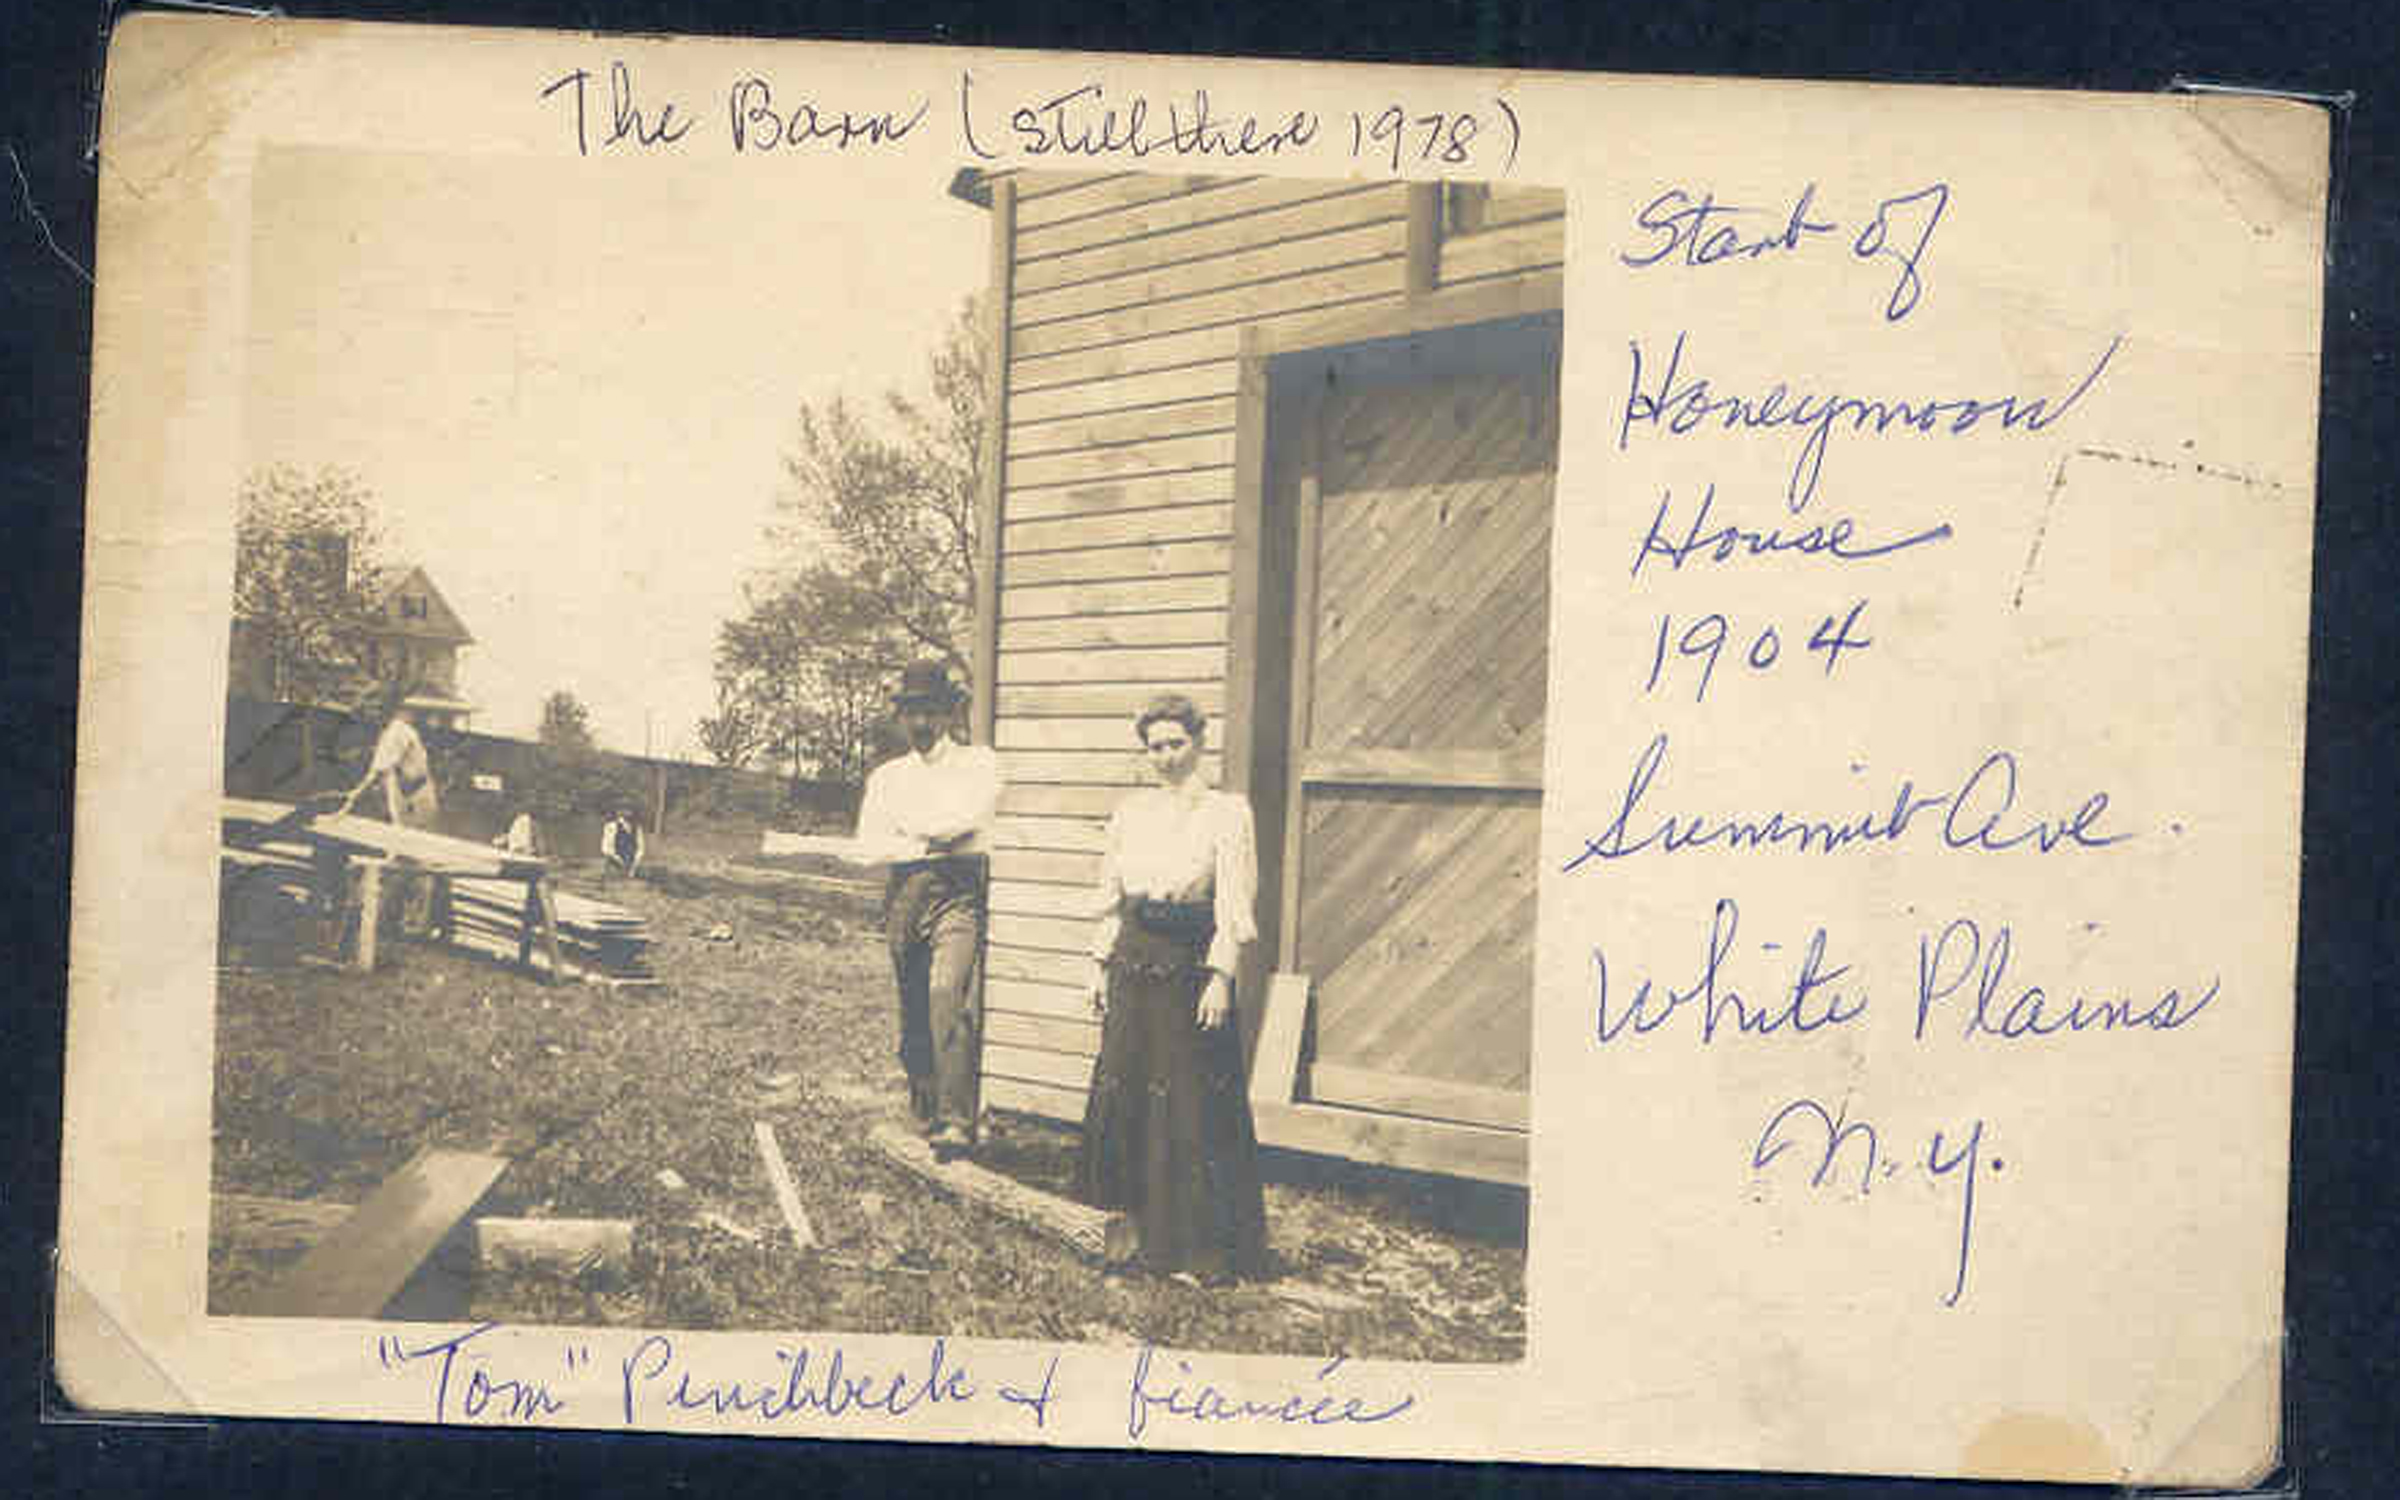 The Barn (still there 1978)
Start of
Honeymoon
House
1904
Summit Ave.
White Plains
N.Y.
"Tom" Pinchbeck & fiancée